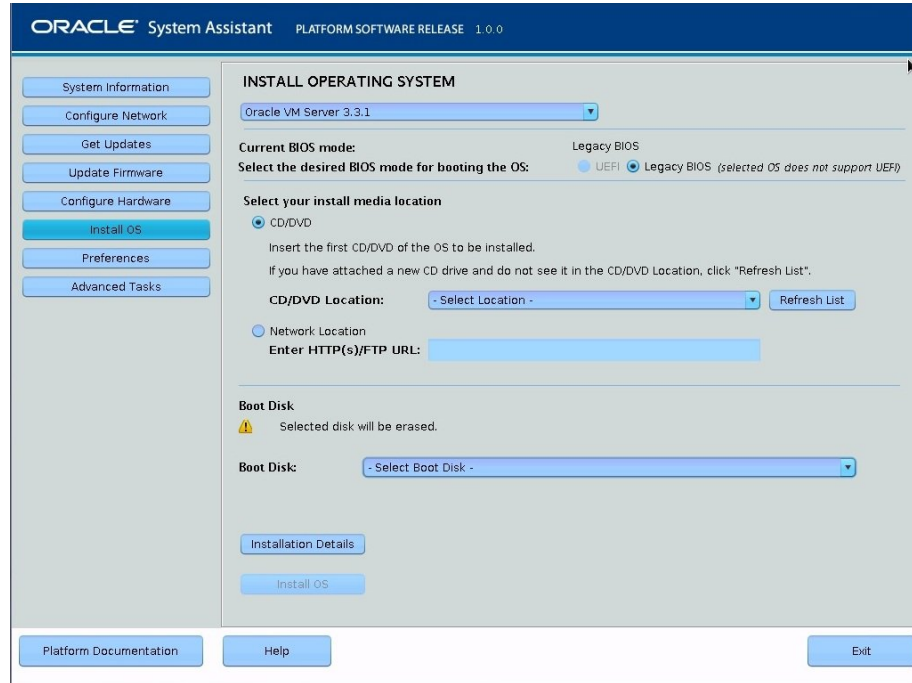 ORACLE® System Assistant PLATFORM SOFTWARE RELEASE 1.0.0
System Information
Configure Network
Get Updates
Update Firmware
Configure Hardware
Install OS
Preferences
Advanced Tasks
INSTALL OPERATING SYSTEM
Oracle VM Server 3.3.1
Current BIOS mode: Legacy BIOS
Select the desired BIOS mode for booting the OS: UEFI Legacy BIOS (selected OS does not support UEFI)
Select your install media location
CD/DVD
Insert the first CD/DVD of the OS to be installed.
If you have attached a new CD drive and do not see it in the CD/DVD Location, click "Refresh List".
CD/DVD Location: - Select Location - Refresh List
Network Location
Enter HTTP(s)/FTP URL:
Boot Disk
Selected disk will be erased.
Boot Disk: - Select Boot Disk -
Installation Details
Install OS
Platform Documentation Help Exit